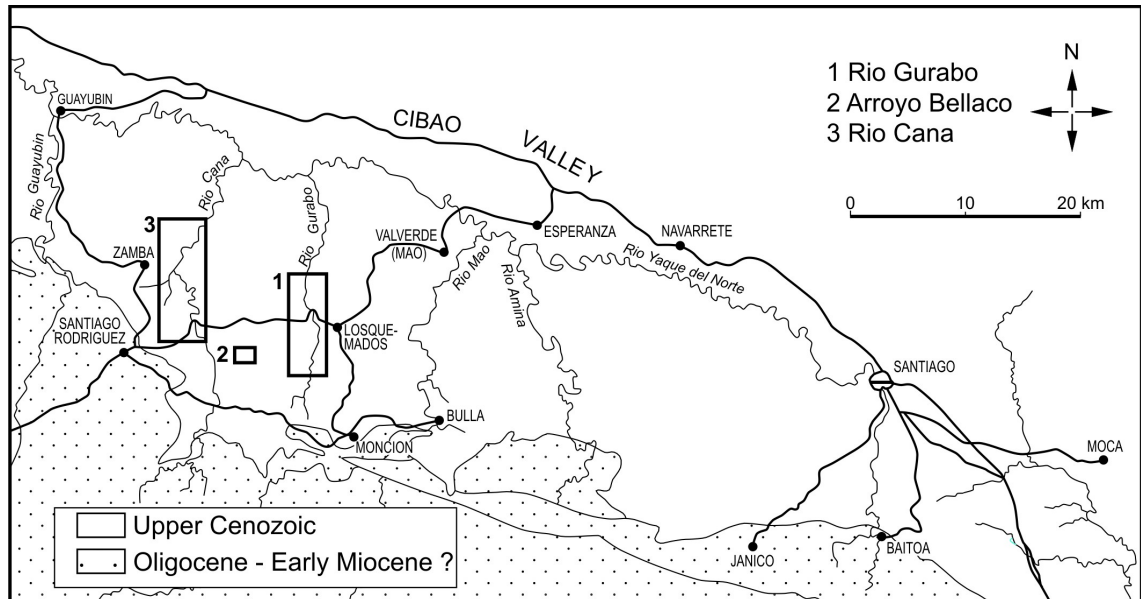 1 Rio Gurabo
2 Arroyo Bellaco
3 Rio Cana
N
0 10 20 km
GUAYUBIN
CIBAO
VALLEY
Rio Guayubin
Rio Cana
Rio Gurabo
3
ZAMBA
VALVERDE
(MAO)
ESPERANZA
NAVARRETE
Rio Mao
Rio Amina
Rio Yaque del Norte
1
SANTIAGO
RODRIGUEZ
2
LOSQUE-
MADOS
SANTIAGO
BULLA
MONCION
MOCA
JANICO
BAITOA
Upper Cenozoic
Oligocene - Early Miocene ?